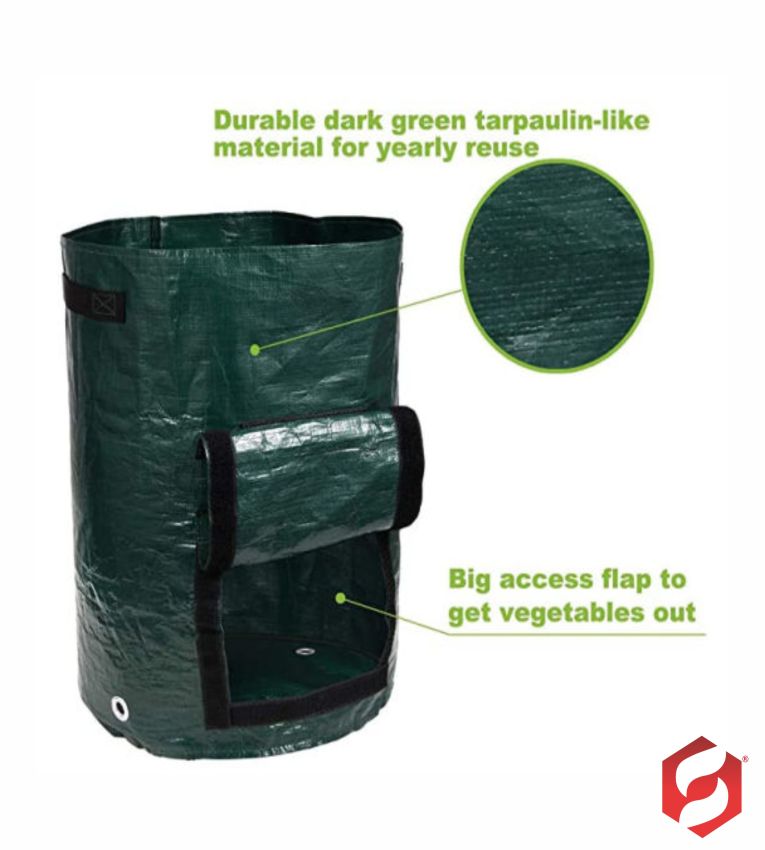 Durable dark green tarpaulin-like
material for yearly reuse
Big access flap to
get vegetables out
®